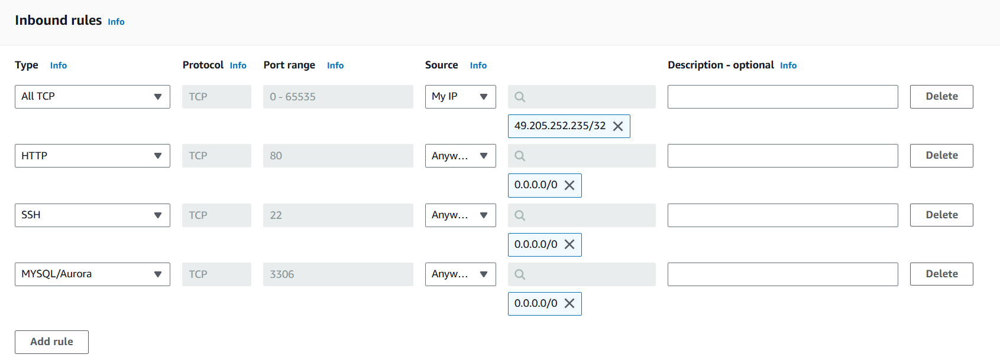 Inbound rules Info
Type Info Protocol Info Port range Info Source Info Description - optional Info
All TCP TCP 0 - 65535 My IP Delete
49.205.252.235/32
HTTP TCP 80 Anyw... Delete
0.0.0.0/0
SSH TCP 22 Anyw... Delete
0.0.0.0/0
MYSQL/Aurora TCP 3306 Anyw... Delete
0.0.0.0/0
Add rule